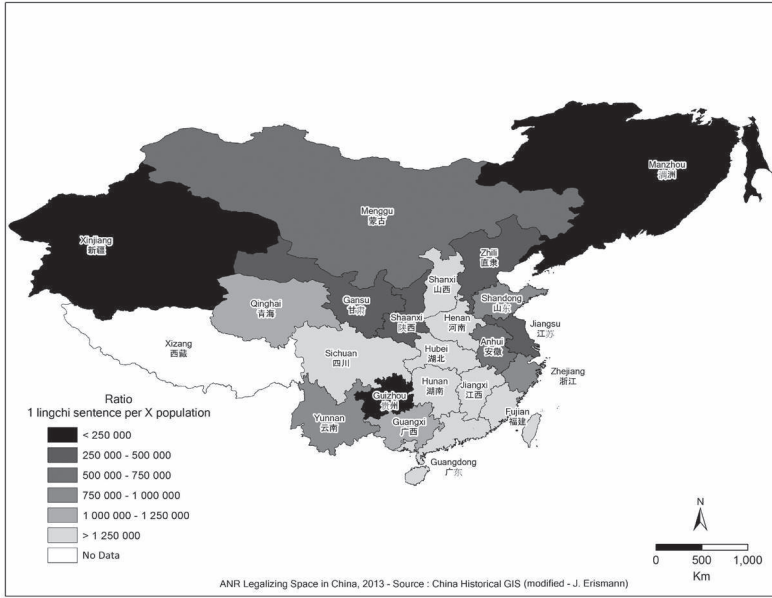 Manzhou
满洲
Menggu
蒙古
Xinjiang
新疆
Zhili
直隶
Shanxi
山西
Shandong
山东
Qinghai
青海
Gansu
甘肃
Shaanxi
陕西
Henan
河南
Jiangsu
江苏
Anhui
安徽
Xizang
西藏
Sichuan
四川
Hubei
湖北
Zhejiang
浙江
Hunan
湖南
Jiangxi
江西
Guizhou
贵州
Fujian
福建
Yunnan
云南
Guangxi
广西
Guangdong
广东
Ratio
1 lingchi sentence per X population
< 250 000
250 000 - 500 000
500 000 - 750 000
750 000 - 1 000 000
1 000 000 - 1 250 000
> 1 250 000
No Data
N
0 500 1,000
Km
ANR Legalizing Space in China, 2013 - Source : China Historical GIS (modified - J. Erismann)